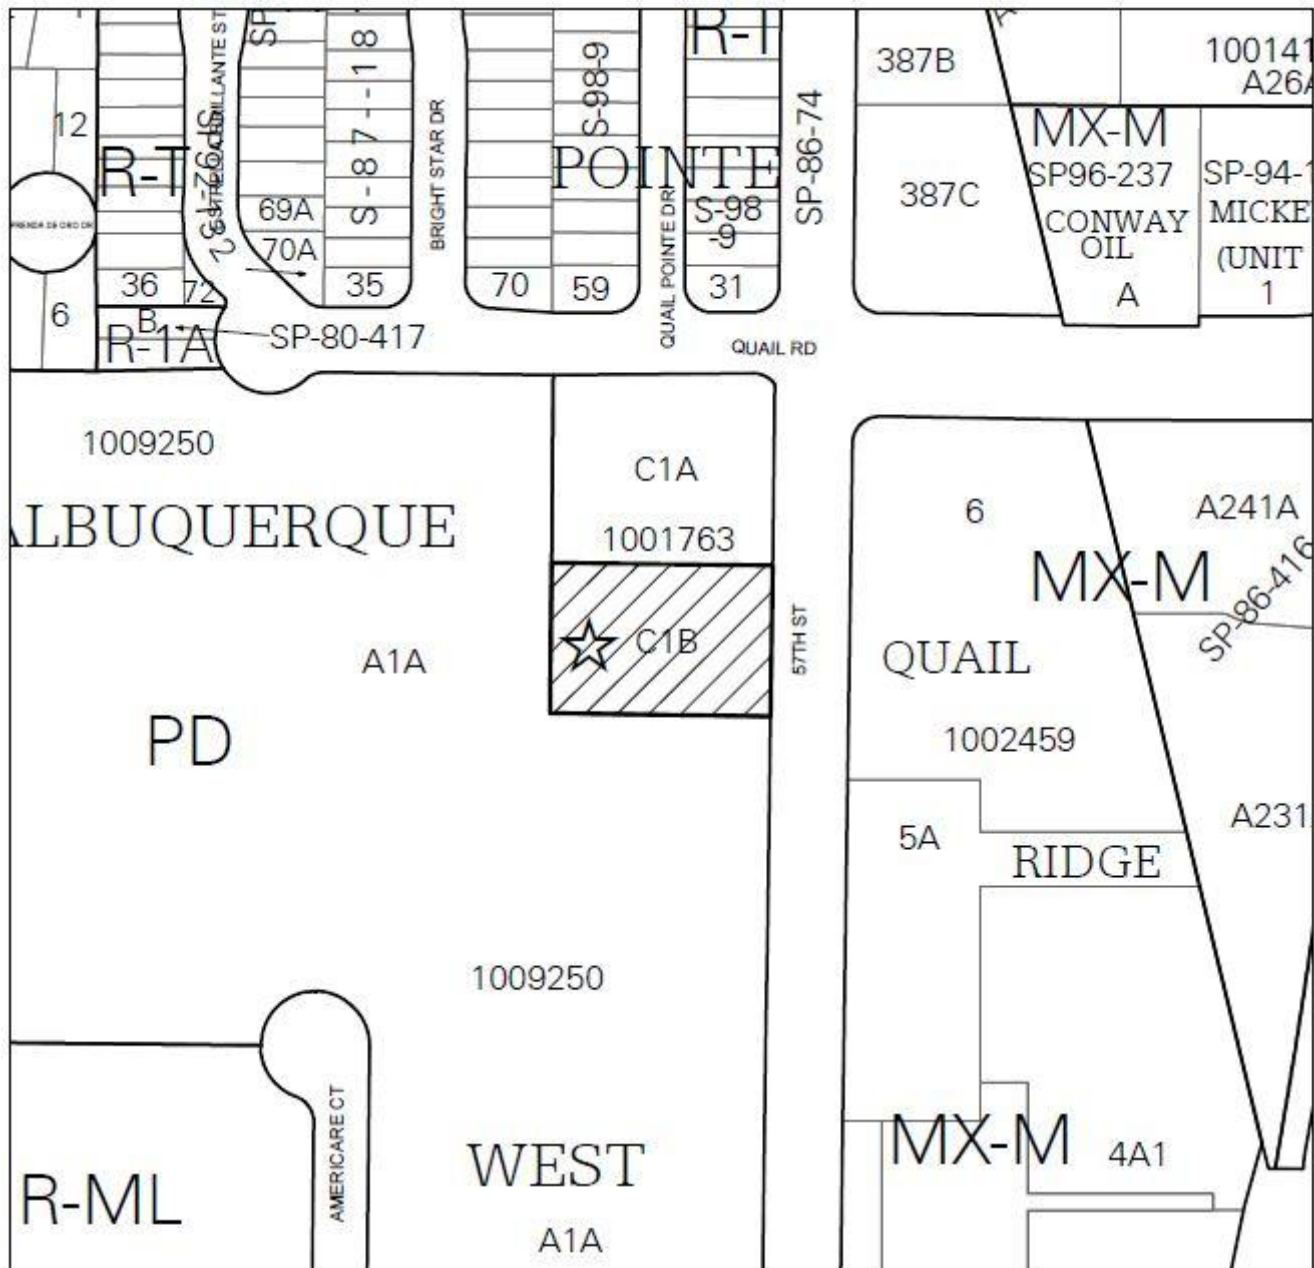 SP
R-T
387B
100141
A26A
12
S-87--18
BRIGHT STAR DR
S-98-9
SP-86-74
MX-M
R-T
POINTE
SP96-237
SP-94-1
387C
69A
S-98
-9
CONWAY
OIL
MICKE
(UNIT
70A
QUAIL POINTE DR
36
72
35
70
59
31
A
1
6
B
R-1A
SP-80-417
QUAIL RD
1009250
C1A
ALBUQUERQUE
1001763
6
A241A
MX-M
SP-86-416
C1B
57TH ST
A1A
QUAIL
PD
1002459
A231
5A
RIDGE
1009250
AMERICARE CT
MX-M
4A1
WEST
R-ML
A1A